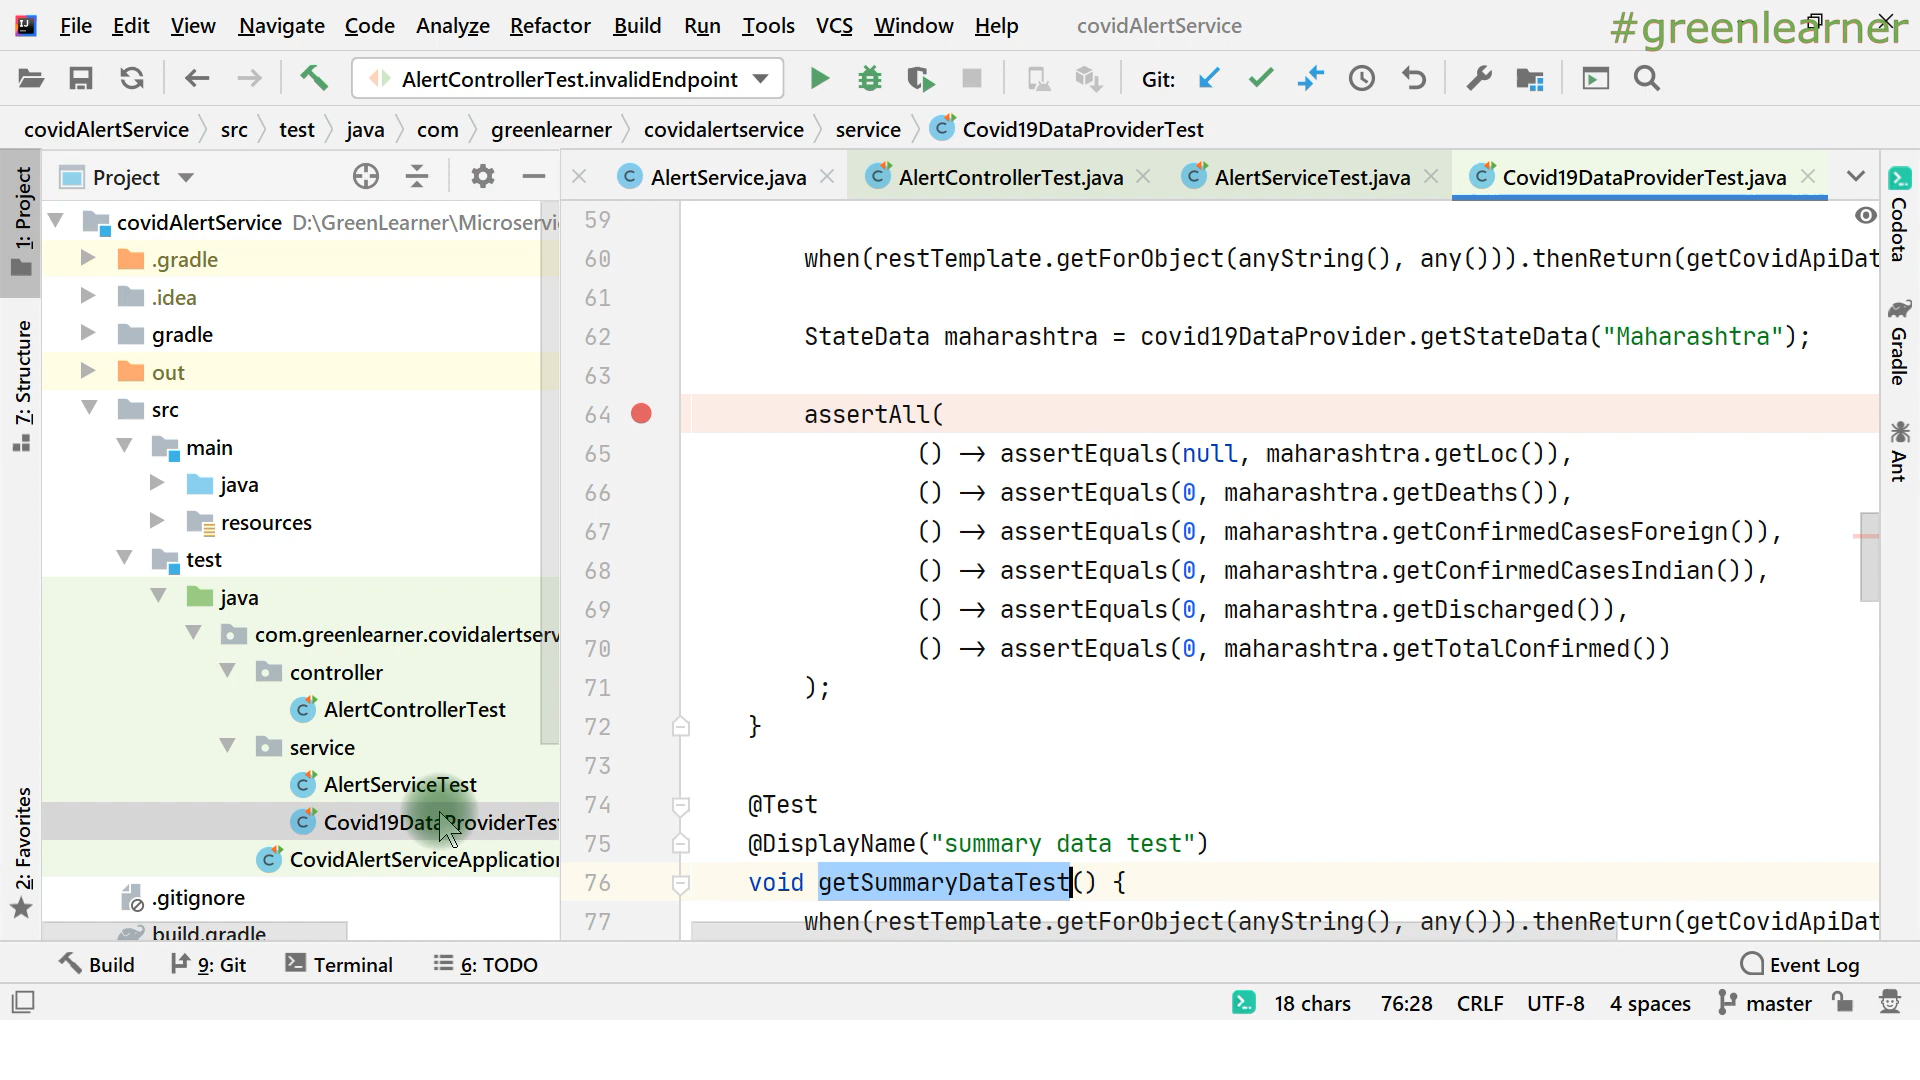 File Edit View Navigate Code Analyze Refactor Build Run Tools VCS Window Help covidAlertService
#greenlearner
AlertControllerTest.invalidEndpoint Git:
covidAlertService src test java com greenlearner covidalertservice service Covid19DataProviderTest
Project
AlertService.java AlertControllerTest.java AlertServiceTest.java Covid19DataProviderTest.java
1: Project
7: Structure
2: Favorites
covidAlertService D:\GreenLearner\Microservi
.gradle
.idea
gradle
out
src
main
java
resources
test
java
com.greenlearner.covidalertserv
controller
AlertControllerTest
service
AlertServiceTest
Covid19DataProviderTes
CovidAlertServiceApplication
.gitignore
build.gradle
59
60 when(restTemplate.getForObject(anyString(), any())).thenReturn(getCovidApiDat
61
62 StateData maharashtra = covid19DataProvider.getStateData("Maharashtra");
63
64 assertAll(
65 () → assertEquals(null, maharashtra.getLoc()),
66 () → assertEquals(0, maharashtra.getDeaths()),
67 () → assertEquals(0, maharashtra.getConfirmedCasesForeign()),
68 () → assertEquals(0, maharashtra.getConfirmedCasesIndian()),
69 () → assertEquals(0, maharashtra.getDischarged()),
70 () → assertEquals(0, maharashtra.getTotalConfirmed())
71 );
72 }
73
74 @Test
75 @DisplayName("summary data test")
76 void getSummaryDataTest() {
77 when(restTemplate.getForObject(anyString(), any())).thenReturn(getCovidApiDat
Codota
Gradle
Ant
Build 9: Git Terminal 6: TODO Event Log
18 chars 76:28 CRLF UTF-8 4 spaces master